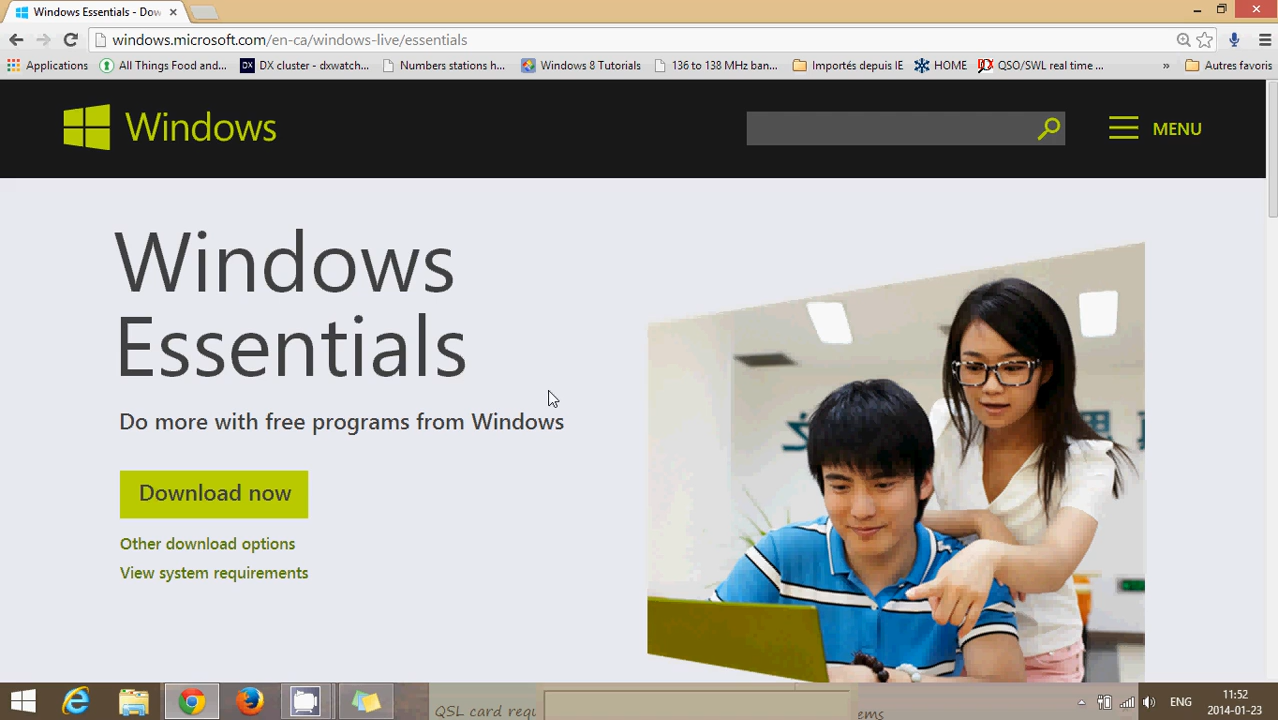 Windows Essentials - Dow
windows.microsoft.com/en-ca/windows-live/essentials
Applications All Things Food and... DX cluster - dxwatch... Numbers stations h... Windows 8 Tutorials 136 to 138 MHz ban... Importés depuis IE HOME QSO/SWL real time ... » Autres favoris
Windows
MENU
Windows
Essentials
Do more with free programs from Windows
Download now
Other download options
View system requirements
QSL card requ
ems
ENG
11:52
2014-01-23